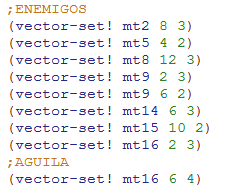 ;ENEMIGOS
(vector-set! mt2 8 3)
(vector-set! mt5 4 2)
(vector-set! mt8 12 3)
(vector-set! mt9 2 3)
(vector-set! mt9 6 2)
(vector-set! mt14 6 3)
(vector-set! mt15 10 2)
(vector-set! mt16 2 3)
;AGUILA
(vector-set! mt16 6 4)